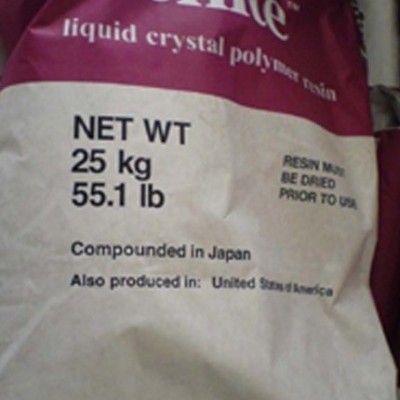 liquid crystal polymer resin
NET WT
25 kg
55.1 lb
RESIN MUST
BE DRIED
PRIOR TO USE
Compounded in Japan
Also produced in: United States of America